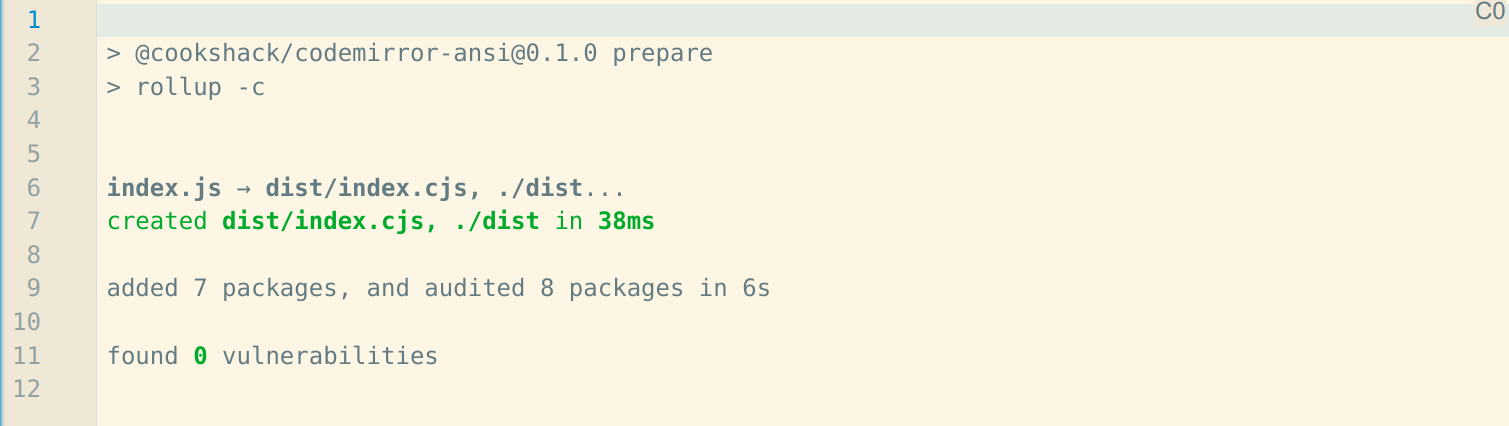 C0
1
2 > @cookshack/codemirror-ansi@0.1.0 prepare
3 > rollup -c
4
5
6 index.js → dist/index.cjs, ./dist...
7 created dist/index.cjs, ./dist in 38ms
8
9 added 7 packages, and audited 8 packages in 6s
10
11 found 0 vulnerabilities
12